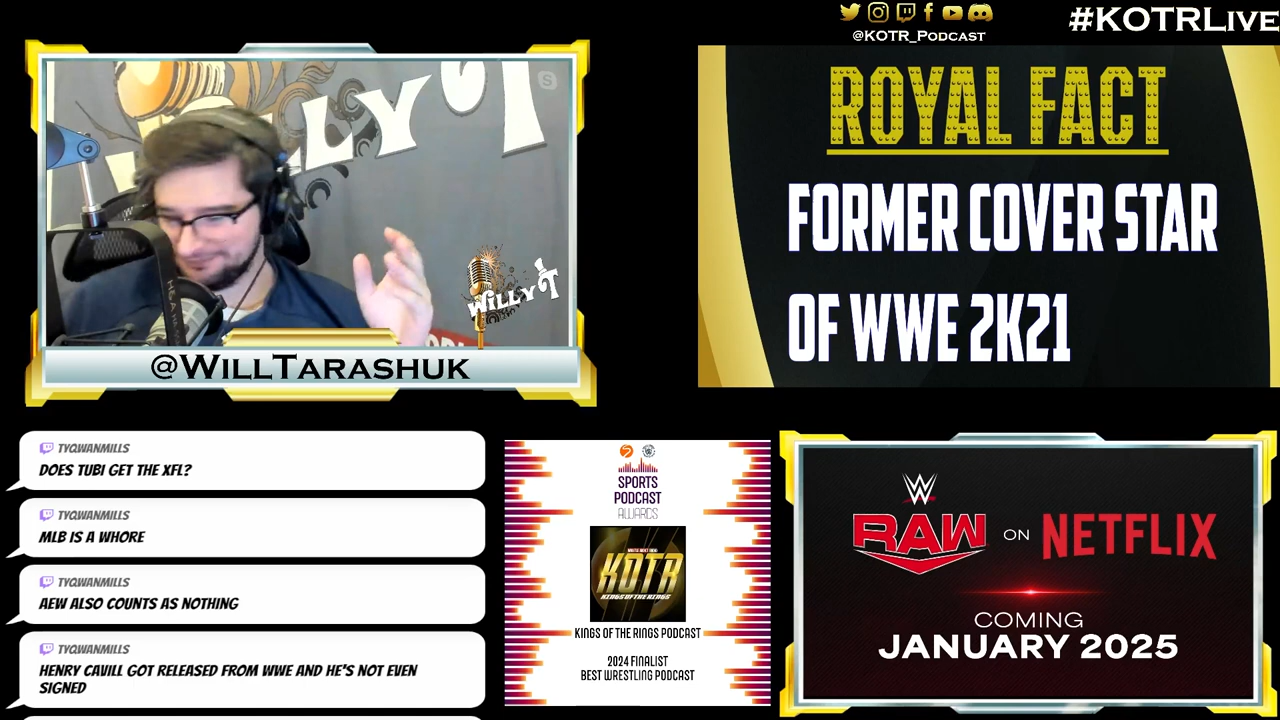 @KOTR_Podcast
#KOTRLive
ROYAL FACT
FORMER COVER STAR
OF WWE 2K21
WILLY T
@WillTarashuk
TYQWANMILLS
DOES TUBI GET THE XFL?
TYQWANMILLS
MLB IS A WHORE
TYQWANMILLS
AEW ALSO COUNTS AS NOTHING
TYQWANMILLS
HENRY CAVILL GOT RELEASED FROM WWE AND HE'S NOT EVEN
SIGNED
SPORTS
PODCAST
AWARDS
KOTR
KINGS OF THE RINGS
KINGS OF THE RINGS PODCAST
2024 FINALIST
BEST WRESTLING PODCAST
W
RAW ON NETFLIX
COMING
JANUARY 2025